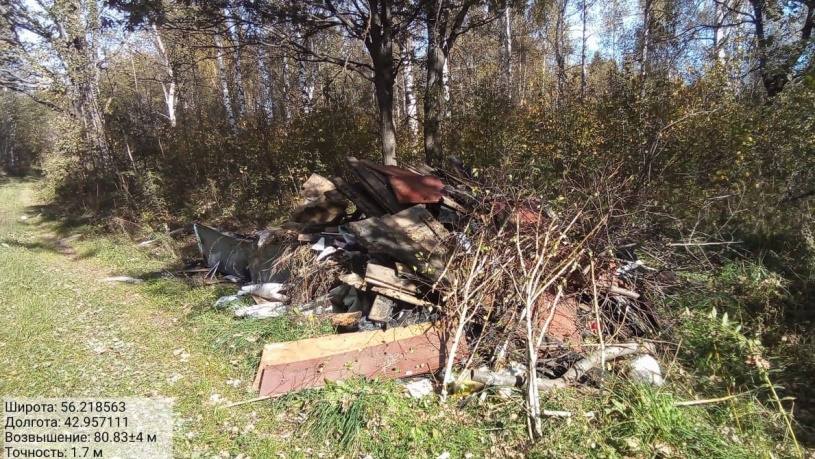 Широта: 56.218563
Долгота: 42.957111
Возвышение: 80.83±4 м
Точность: 1.7 м